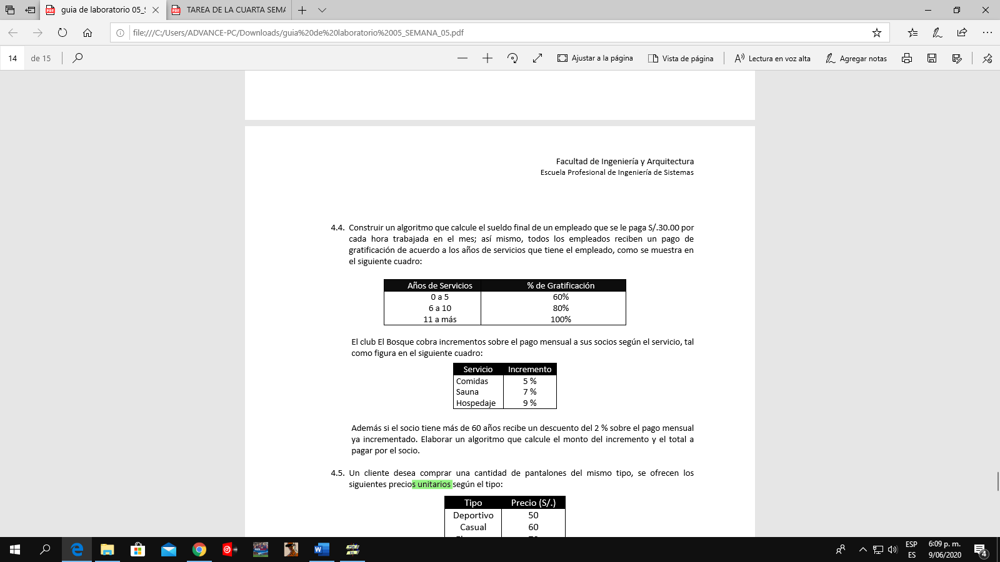 guia de laboratorio 05_S
TAREA DE LA CUARTA SEMA
file:///C:/Users/ADVANCE-PC/Downloads/guia%20de%20laboratorio%2005_SEMANA_05.pdf
14 de 15
Ajustar a la página
Vista de página
Lectura en voz alta
Agregar notas
Facultad de Ingeniería y Arquitectura
Escuela Profesional de Ingeniería de Sistemas
4.4. Construir un algoritmo que calcule el sueldo final de un empleado que se le paga S/.30.00 por
cada hora trabajada en el mes; así mismo, todos los empleados reciben un pago de
gratificación de acuerdo a los años de servicios que tiene el empleado, como se muestra en
el siguiente cuadro:
Años de Servicios % de Gratificación
0 a 5 60%
6 a 10 80%
11 a más 100%
El club El Bosque cobra incrementos sobre el pago mensual a sus socios según el servicio, tal
como figura en el siguiente cuadro:
Servicio Incremento
Comidas 5 %
Sauna 7 %
Hospedaje 9 %
Además si el socio tiene más de 60 años recibe un descuento del 2 % sobre el pago mensual
ya incrementado. Elaborar un algoritmo que calcule el monto del incremento y el total a
pagar por el socio.
4.5. Un cliente desea comprar una cantidad de pantalones del mismo tipo, se ofrecen los
siguientes precios unitarios según el tipo:
Tipo Precio (S/.)
Deportivo 50
Casual 60
ESP
ES
6:09 p. m.
9/06/2020
4